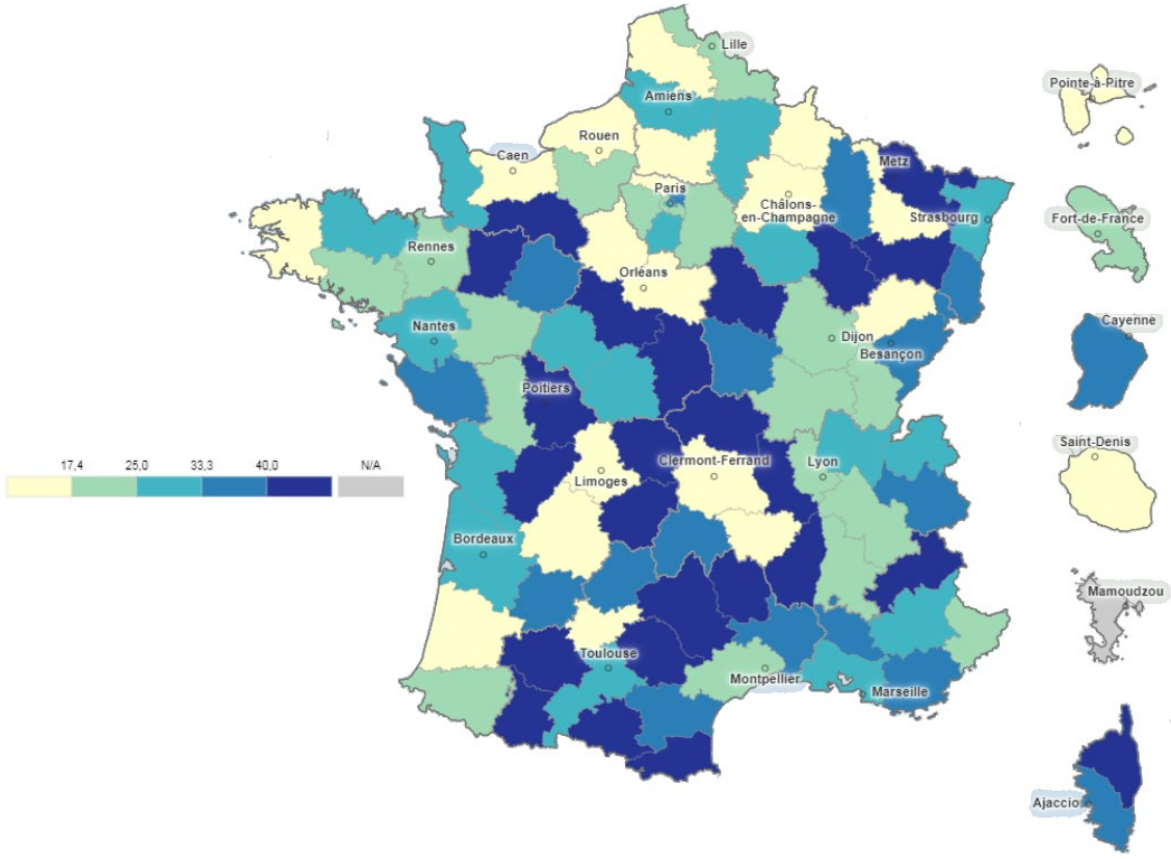 Lille
Pointe-à-Pitre
Amiens
Rouen
Caen
Metz
Paris
Châlons-
en-Champagne
Strasbourg
Fort-de-France
Rennes
Orléans
Nantes
Dijon
Besançon
Cayenne
Poitiers
Saint-Denis
17,4 25,0 33,3 40,0 N/A
Clermont-Ferrand
Lyon
Limoges
Bordeaux
Mamoudzou
Toulouse
Montpellier
Marseille
Ajaccio